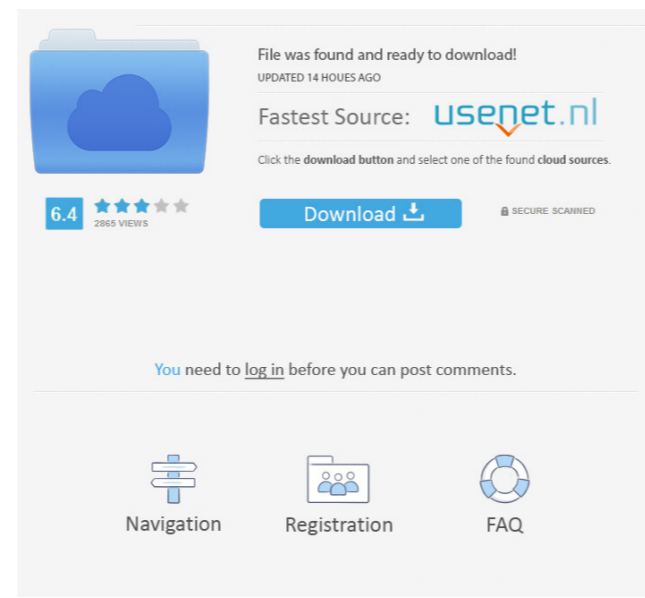 File was found and ready to download!
UPDATED 14 HOUES AGO
Fastest Source: usenet.nl
Click the download button and select one of the found cloud sources.
6.4
2865 VIEWS
Download
SECURE SCANNED
You need to log in before you can post comments.
Navigation
Registration
FAQ